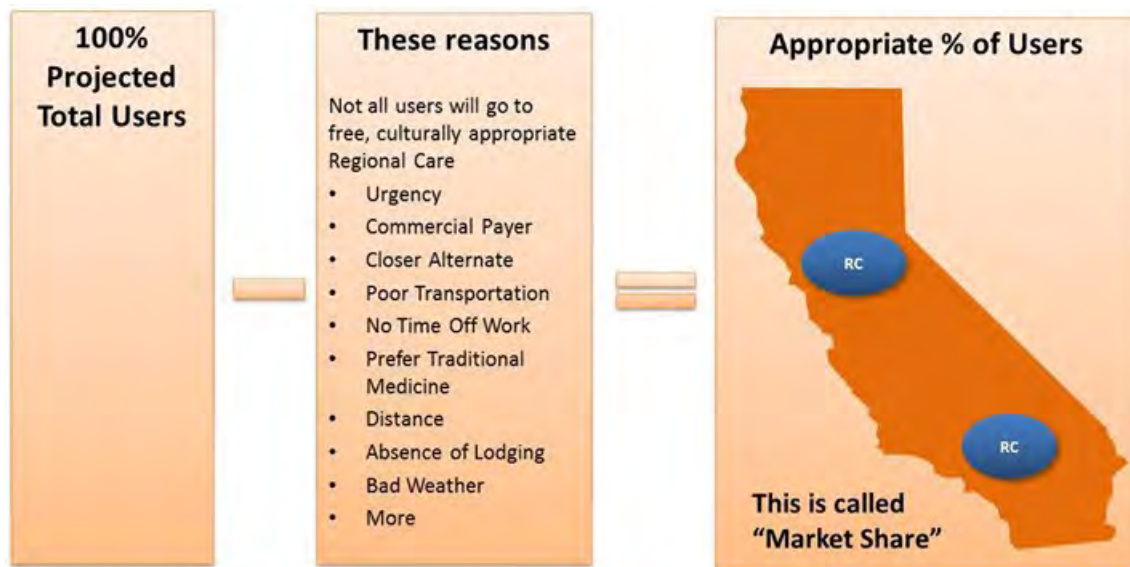 100%
Projected
Total Users
These reasons
Not all users will go to
free, culturally appropriate
Regional Care
• Urgency
• Commercial Payer
• Closer Alternate
• Poor Transportation
• No Time Off Work
• Prefer Traditional
Medicine
• Distance
• Absence of Lodging
• Bad Weather
• More
Appropriate % of Users
RC
RC
This is called
“Market Share”